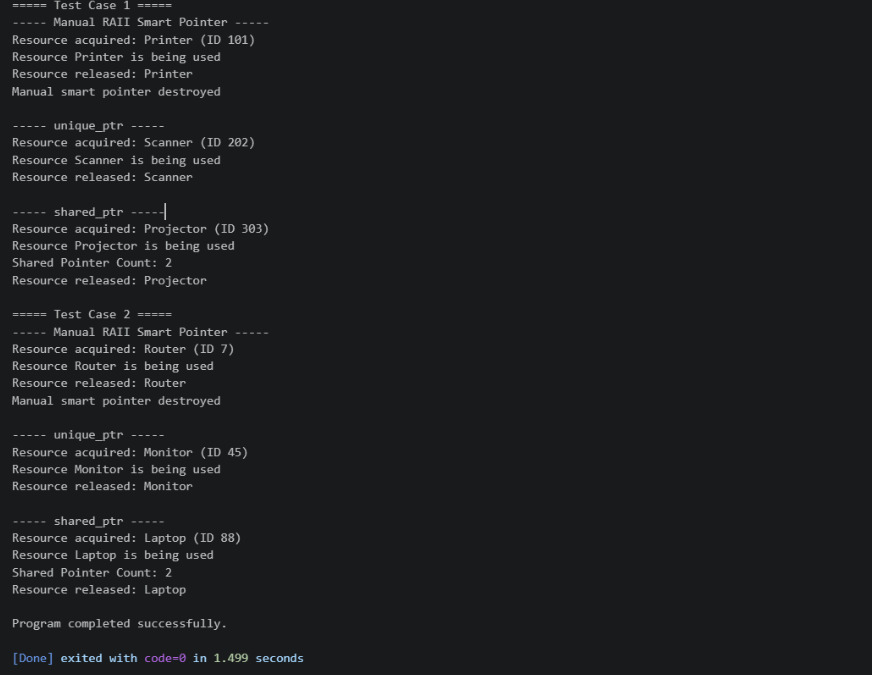 ===== Test Case 1 =====
----- Manual RAII Smart Pointer -----
Resource acquired: Printer (ID 101)
Resource Printer is being used
Resource released: Printer
Manual smart pointer destroyed
----- unique_ptr -----
Resource acquired: Scanner (ID 202)
Resource Scanner is being used
Resource released: Scanner
----- shared_ptr -----
Resource acquired: Projector (ID 303)
Resource Projector is being used
Shared Pointer Count: 2
Resource released: Projector
===== Test Case 2 =====
----- Manual RAII Smart Pointer -----
Resource acquired: Router (ID 7)
Resource Router is being used
Resource released: Router
Manual smart pointer destroyed
----- unique_ptr -----
Resource acquired: Monitor (ID 45)
Resource Monitor is being used
Resource released: Monitor
----- shared_ptr -----
Resource acquired: Laptop (ID 88)
Resource Laptop is being used
Shared Pointer Count: 2
Resource released: Laptop
Program completed successfully.
[Done] exited with code=0 in 1.499 seconds